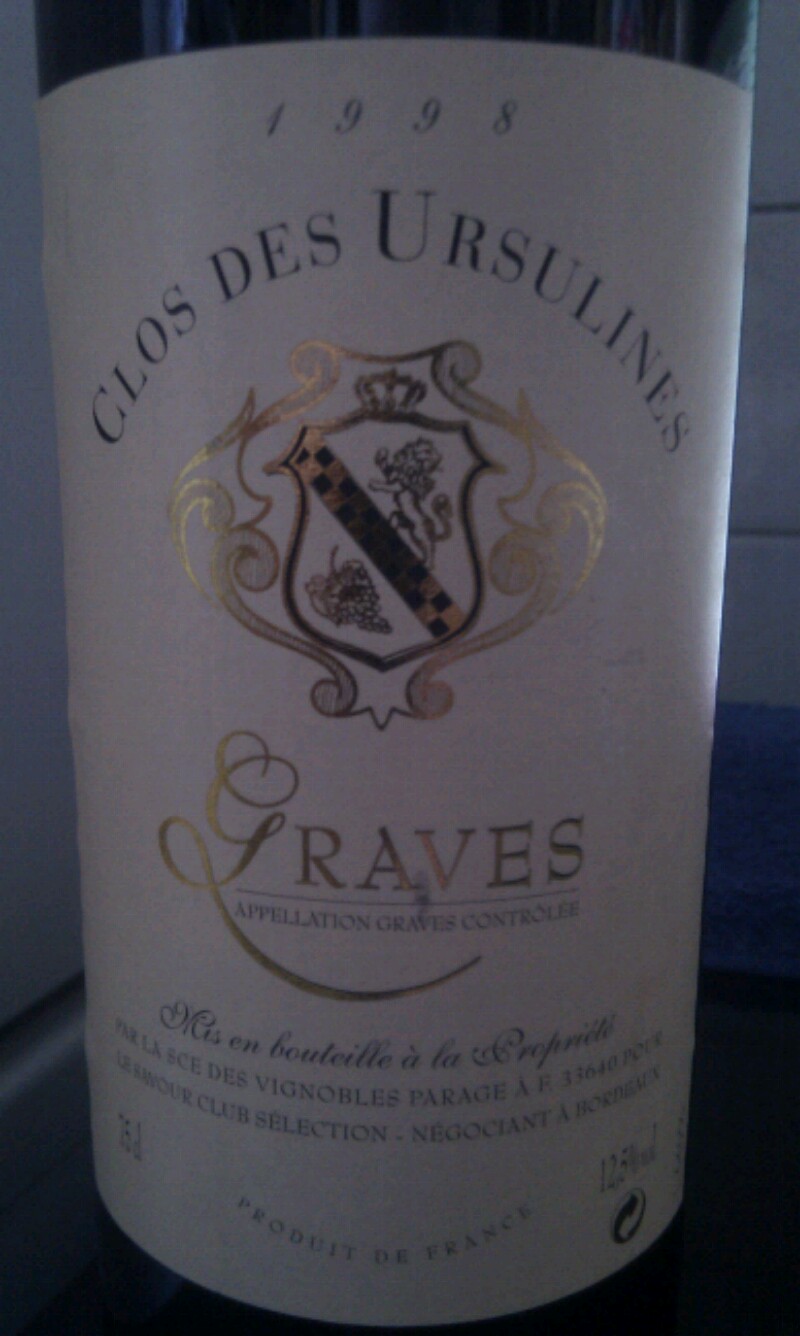 1998
CLOS DES URSULINES
GRAVES
APPELLATION GRAVES CONTRÔLÉE
Mis en bouteille à la Propriété
PAR LA SCE DES VIGNOBLES PARAGE À F. 33640 POUR
LE SAVOUR CLUB SÉLECTION - NÉGOCIANT À BORDEAUX
75 cl
12,5% vol
PRODUIT DE FRANCE